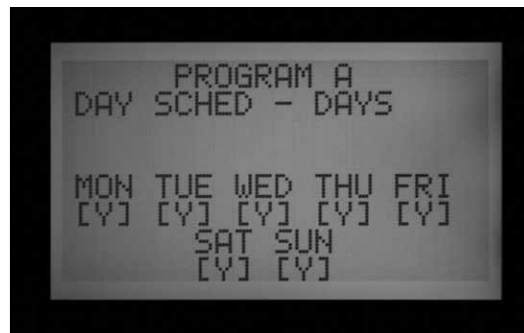 PROGRAM A
DAY SCHED - DAYS
MON TUE WED THU FRI
[Y] [Y] [Y] [Y] [Y]
SAT SUN
[Y] [Y]